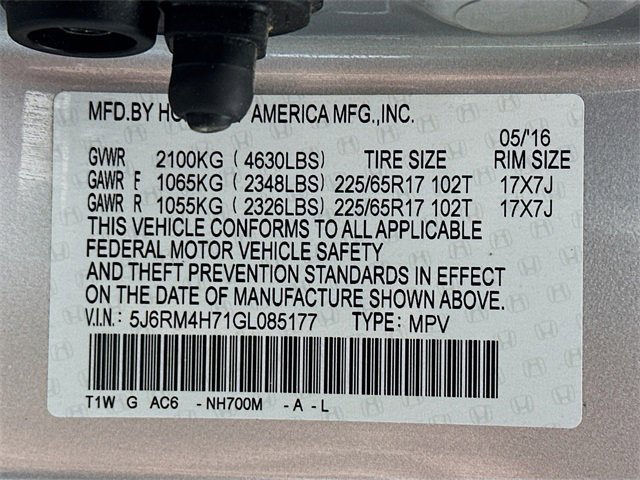 MFD.BY HO AMERICA MFG.,INC.
05/'16
GVWR 2100KG ( 4630LBS) TIRE SIZE RIM SIZE
GAWR F 1065KG ( 2348LBS) 225/65R17 102T 17X7J
GAWR R 1055KG ( 2326LBS) 225/65R17 102T 17X7J
THIS VEHICLE CONFORMS TO ALL APPLICABLE
FEDERAL MOTOR VEHICLE SAFETY
AND THEFT PREVENTION STANDARDS IN EFFECT
ON THE DATE OF MANUFACTURE SHOWN ABOVE.
V.I.N.: 5J6RM4H71GL085177 TYPE: MPV
T1W G AC6 - NH700M - A - L